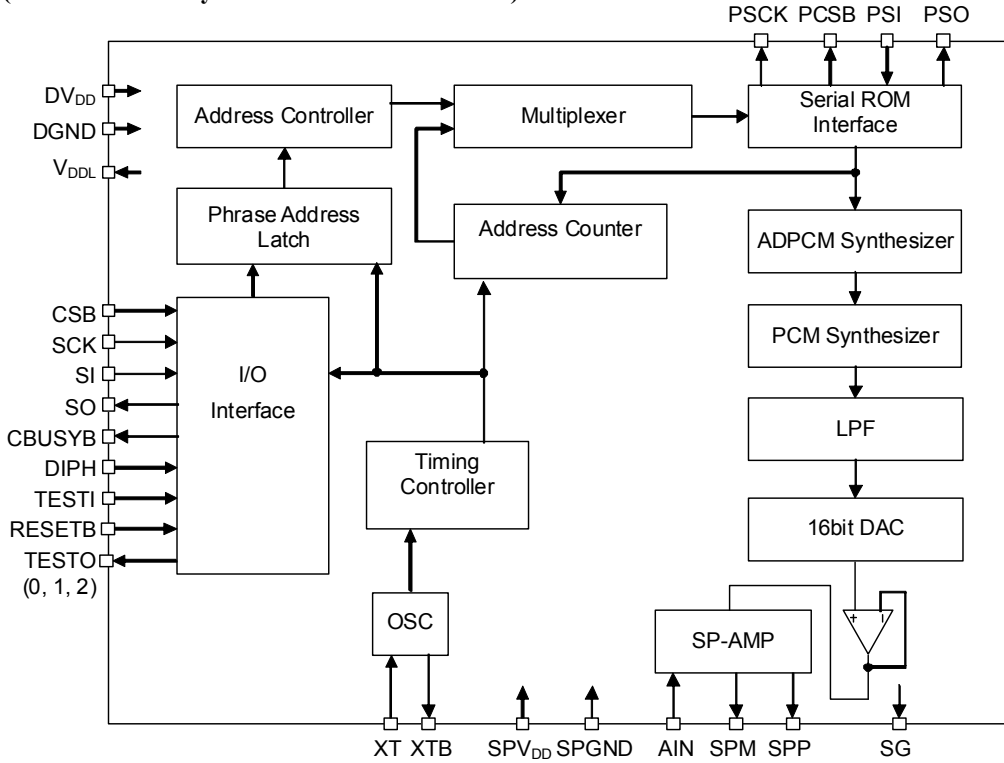 PSCK PCSB PSI PSO
DVDD
DGND
VDDL
Address Controller
Multiplexer
Serial ROM
Interface
Phrase Address
Latch
Address Counter
ADPCM Synthesizer
PCM Synthesizer
LPF
16bit DAC
CSB
SCK
SI
SO
CBUSYB
DIPH
TESTI
RESETB
TESTO
(0, 1, 2)
I/O
Interface
Timing
Controller
OSC
SP-AMP
+ -
XT XTB SPVDD SPGND AIN SPM SPP SG